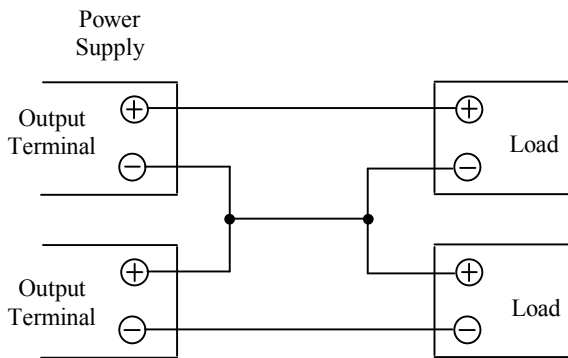 Power
Supply
+
+
Output
Terminal
Load
−
−
+
+
Output
Terminal
Load
−
−